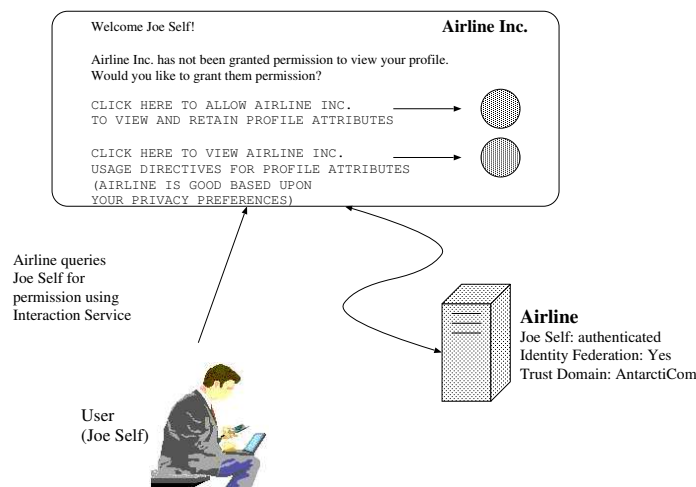 Welcome Joe Self!
Airline Inc.
Airline Inc. has not been granted permission to view your profile.
Would you like to grant them permission?
CLICK HERE TO ALLOW AIRLINE INC.
TO VIEW AND RETAIN PROFILE ATTRIBUTES
CLICK HERE TO VIEW AIRLINE INC.
USAGE DIRECTIVES FOR PROFILE ATTRIBUTES
(AIRLINE IS GOOD BASED UPON
YOUR PRIVACY PREFERENCES)
Airline queries
Joe Self for
permission using
Interaction Service
Airline
Joe Self: authenticated
Identity Federation: Yes
Trust Domain: AntarctiCom
User
(Joe Self)